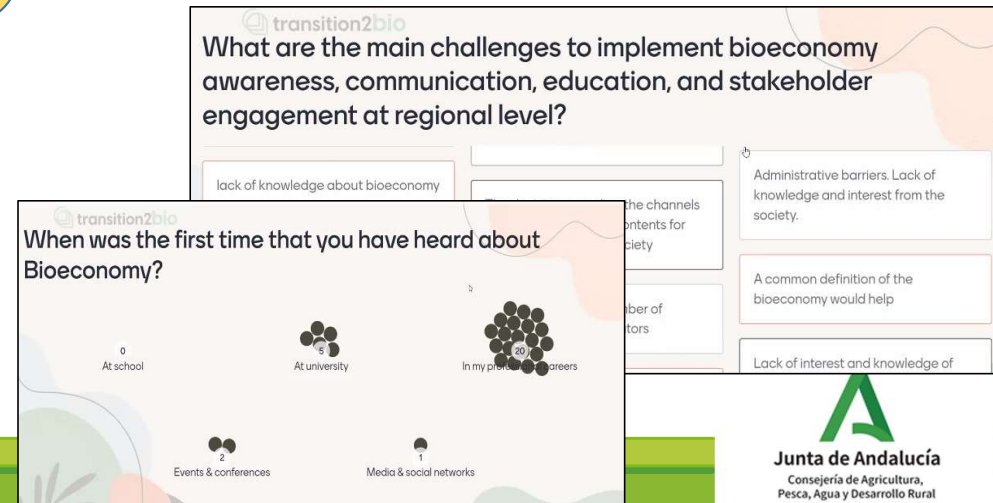 transition2bio
What are the main challenges to implement bioeconomy
awareness, communication, education, and stakeholder
engagement at regional level?
lack of knowledge about bioeconomy
the channels
contents for
ciety
ber of
tors
Administrative barriers. Lack of
knowledge and interest from the
society.
A common definition of the
bioeconomy would help
Lack of interest and knowledge of
transition2bio
When was the first time that you have heard about
Bioeconomy?
0
At school
5
At university
20
In my careers
2
Events & conferences
1
Media & social networks
Junta de Andalucía
Consejería de Agricultura,
Pesca, Agua y Desarrollo Rural